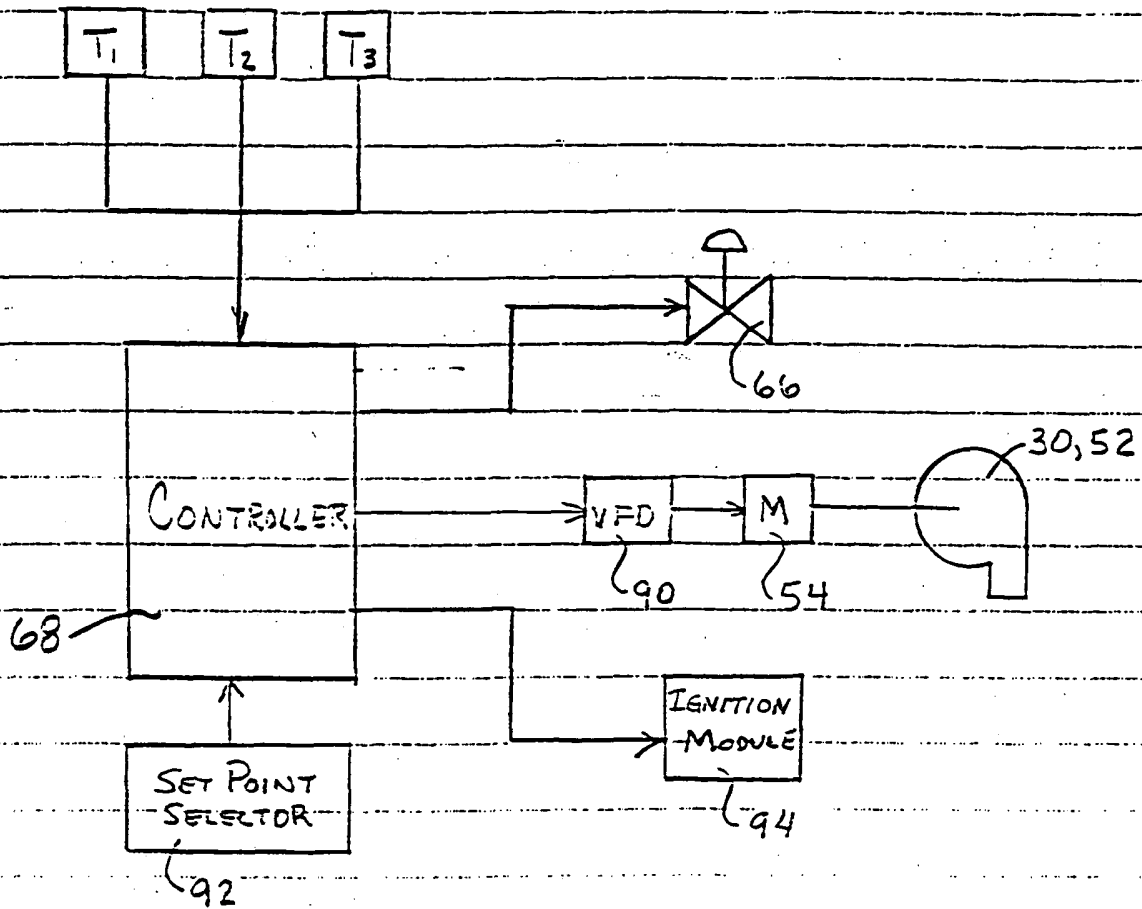 T1 T2 T3
66
30, 52
CONTROLLER
VFD
M
90
54
68
IGNITION
MODULE
SET POINT
SELECTOR
94
92